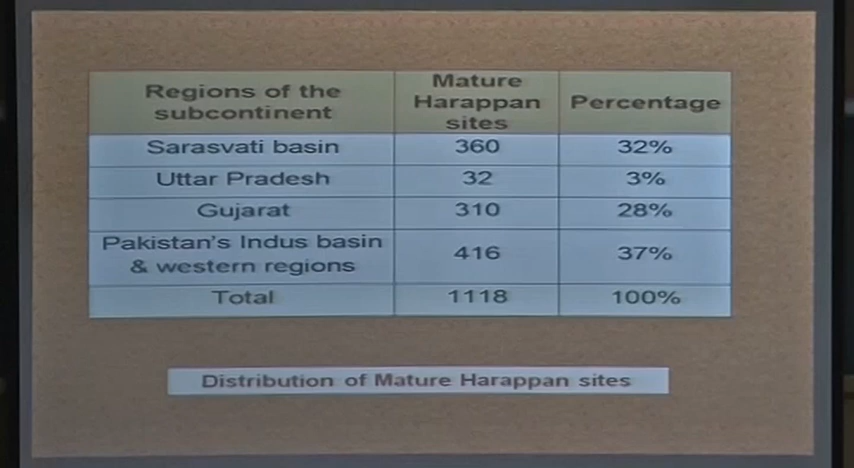 Regions of the subcontinent | Mature Harappan sites | Percentage
Sarasvati basin | 360 | 32%
Uttar Pradesh | 32 | 3%
Gujarat | 310 | 28%
Pakistan's Indus basin & western regions | 416 | 37%
Total | 1118 | 100%
Distribution of Mature Harappan sites